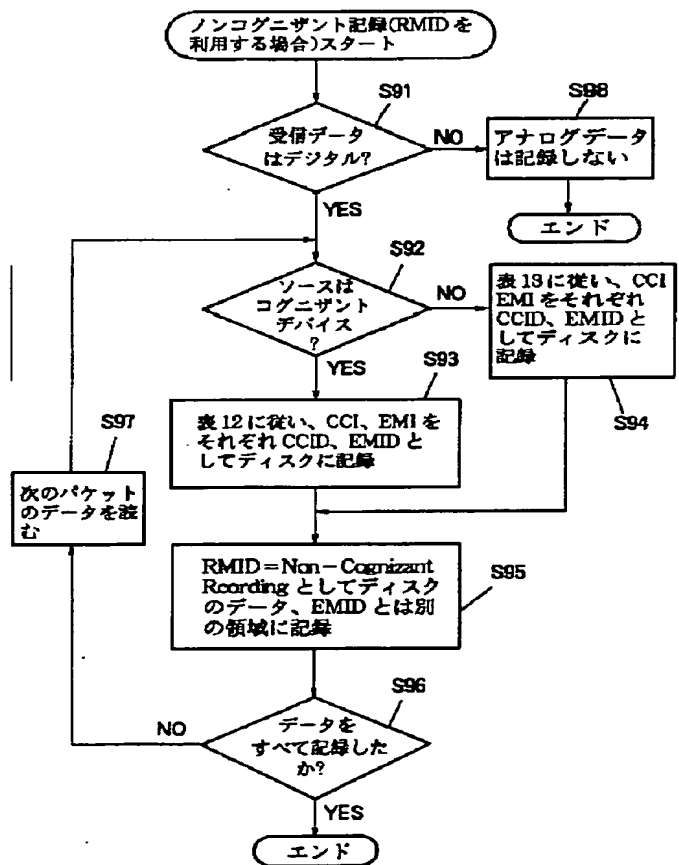 ノンコグニザント記録(RMIDを
利用する場合)スタート
S91
受信データ
はデジタル?
NO
S98
アナログデータ
は記録しない
エンド
YES
S92
ソースは
コグニザント
デバイス
?
NO
表13に従い、CCI
EMIをそれぞれ
CCID、EMIDと
してディスクに
記録
S94
YES
S93
表12に従い、CCI、EMIを
それぞれCCID、EMIDと
してディスクに記録
S97
次のパケット
のデータを読
む
RMID=Non-Cognizant
Recordingとしてディスク
のデータ、EMIDとは別
の領域に記録
S95
S96
データを
すべて記録した
か?
NO
YES
エンド